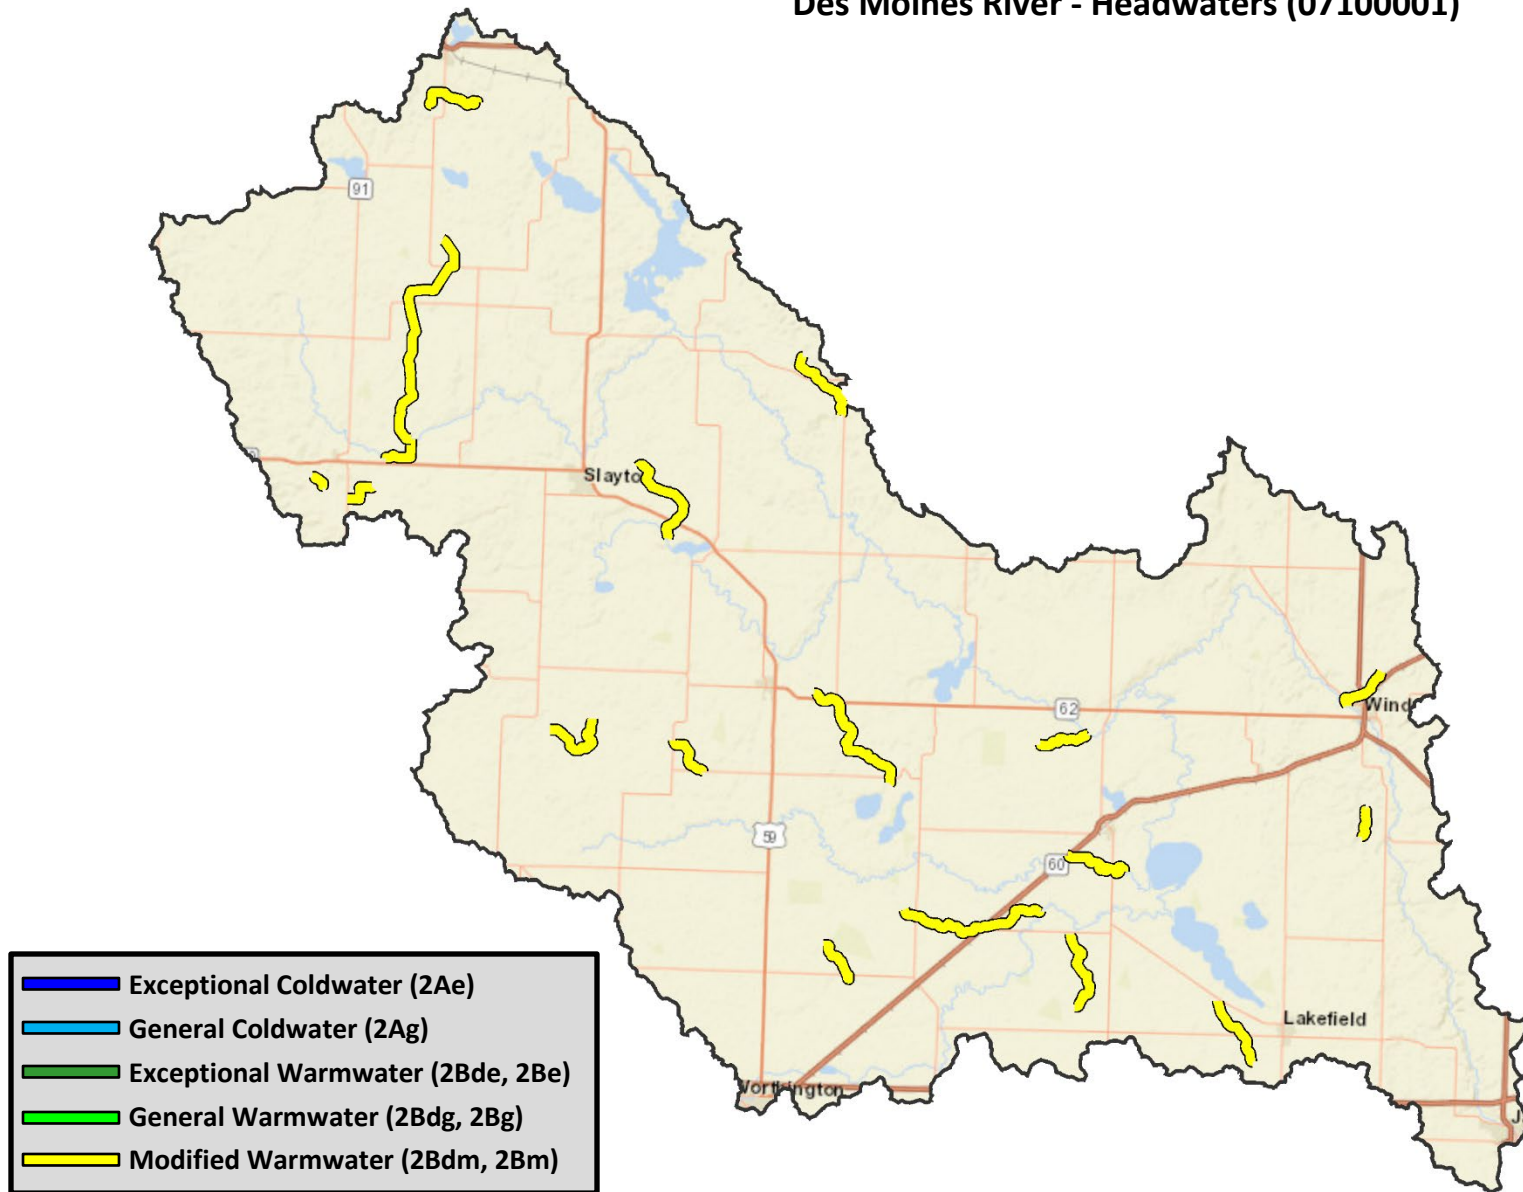 Des Moines River - Headwaters (07100001)
91
Slayto
62
Wind
59
60
Lakefield
Worthington
Exceptional Coldwater (2Ae)
General Coldwater (2Ag)
Exceptional Warmwater (2Bde, 2Be)
General Warmwater (2Bdg, 2Bg)
Modified Warmwater (2Bdm, 2Bm)